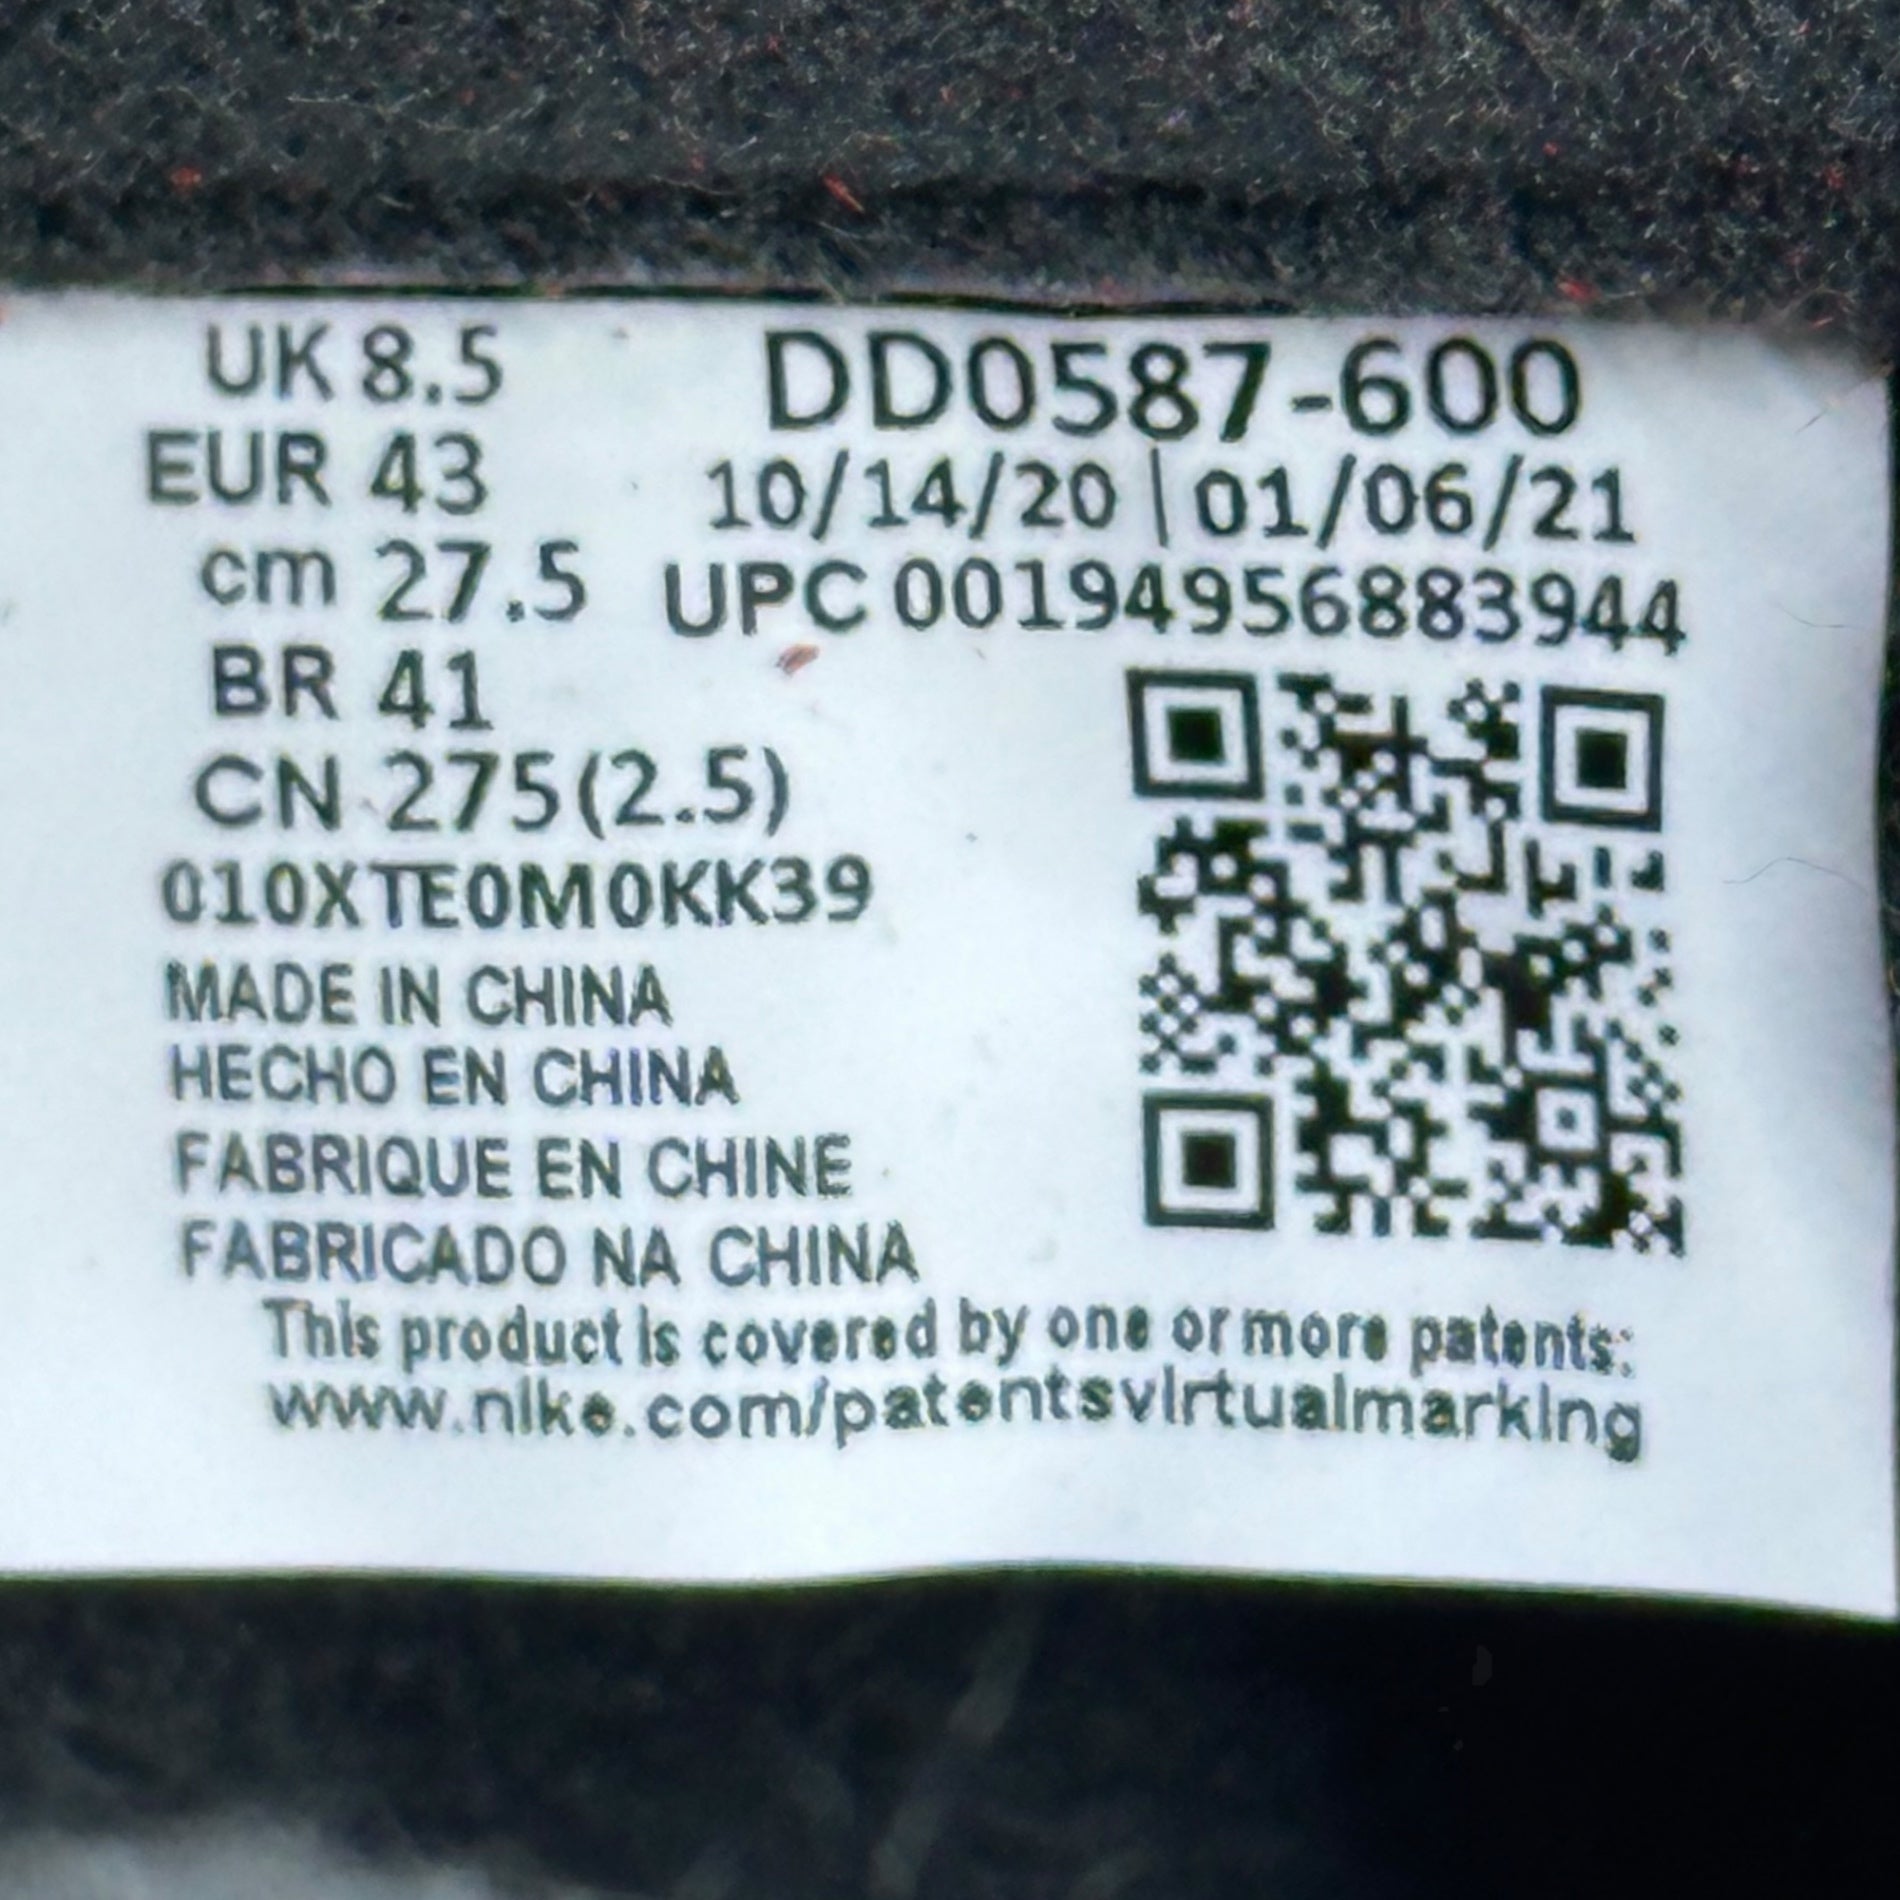 UK 8.5
EUR 43
cm 27.5
BR 41
CN 275(2.5)
DD0587-600
10/14/20 | 01/06/21
UPC 00194956883944
010XTE0M0KK39
MADE IN CHINA
HECHO EN CHINA
FABRIQUE EN CHINE
FABRICADO NA CHINA
This product is covered by one or more patents:
www.nike.com/patentsvirtualmarking